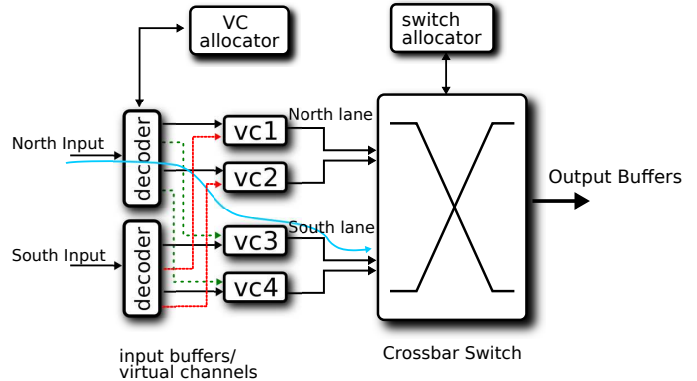 VC
allocator
switch
allocator
North lane
North Input
decoder
vc1
vc2
Output Buffers
South lane
South Input
decoder
vc3
vc4
input buffers/
virtual channels
Crossbar Switch